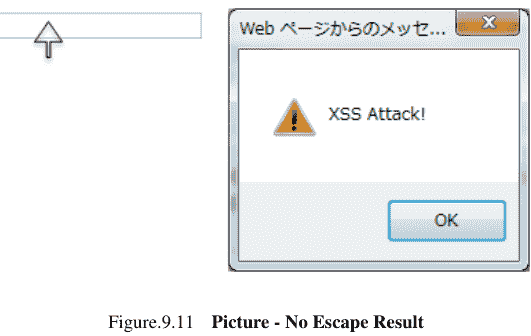 Web ページからのメッセ...
XSS Attack!
OK
Figure.9.11 Picture - No Escape Result